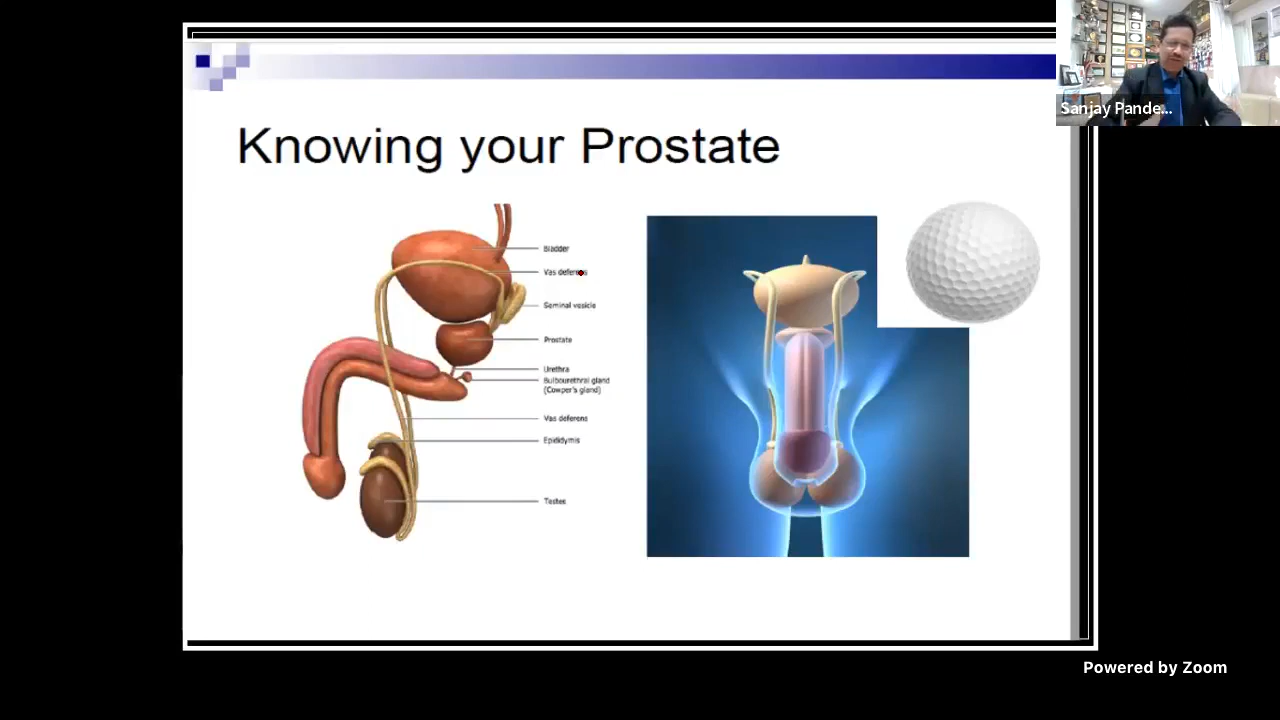 Sanjay Pande...
Knowing your Prostate
Bladder
Vas deferens
Seminal vesicle
Prostate
Urethra
Bulbourethral gland
(Cowper's gland)
Vas deferens
Epididymis
Testes
Powered by Zoom